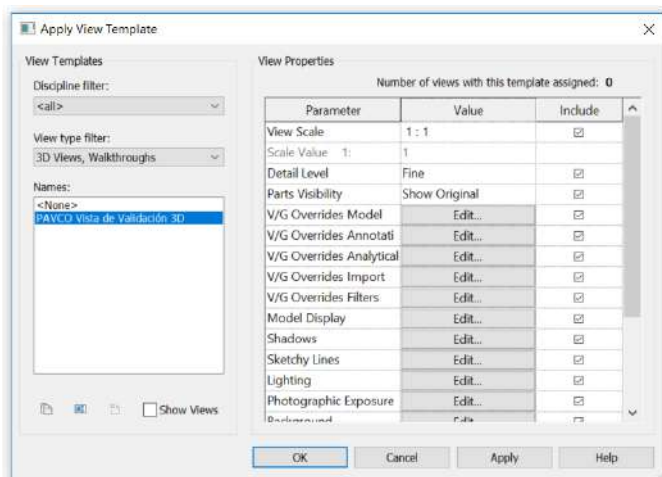 Apply View Template
View Templates
Discipline filter:
<all>
View type filter:
3D Views, Walkthroughs
Names:
<None>
PAVCO Vista de Validación 3D
Show Views
View Properties
Number of views with this template assigned: 0
Parameter Value Include
View Scale 1 : 1
Scale Value 1: 1
Detail Level Fine
Parts Visibility Show Original
V/G Overrides Model Edit...
V/G Overrides Annotati Edit...
V/G Overrides Analytical Edit...
V/G Overrides Import Edit...
V/G Overrides Filters Edit...
Model Display Edit...
Shadows Edit...
Sketchy Lines Edit...
Lighting Edit...
Photographic Exposure Edit...
Background Edit...
OK Cancel Apply Help